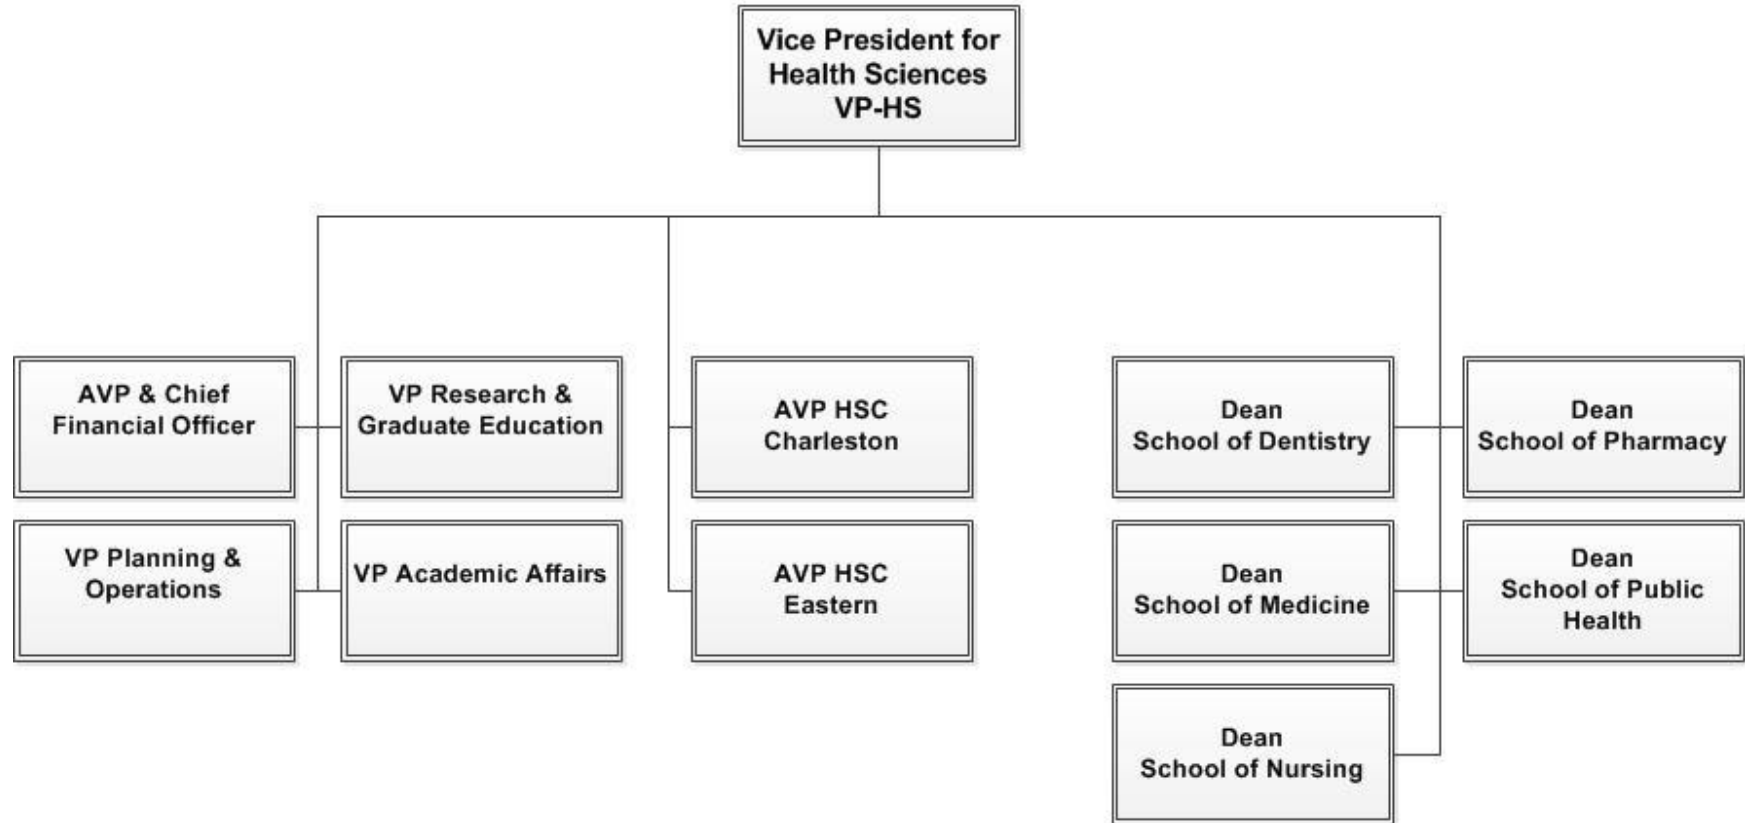 Vice President for
Health Sciences
VP-HS
AVP & Chief
Financial Officer
VP Research &
Graduate Education
AVP HSC
Charleston
Dean
School of Dentistry
Dean
School of Pharmacy
VP Planning &
Operations
VP Academic Affairs
AVP HSC
Eastern
Dean
School of Medicine
Dean
School of Public
Health
Dean
School of Nursing